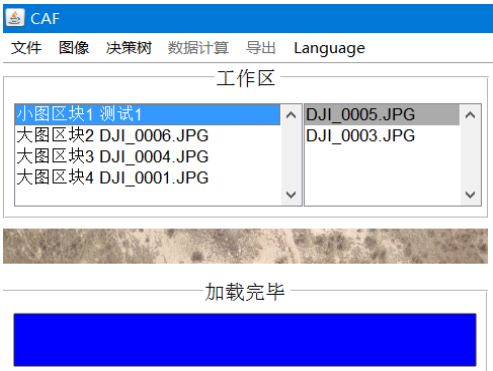 CAF
文件 图像 决策树 数据计算 导出 Language
工作区
小图区块1 测试1
大图区块2 DJI_0006.JPG
大图区块3 DJI_0004.JPG
大图区块4 DJI_0001.JPG
DJI_0005.JPG
DJI_0003.JPG
加载完毕